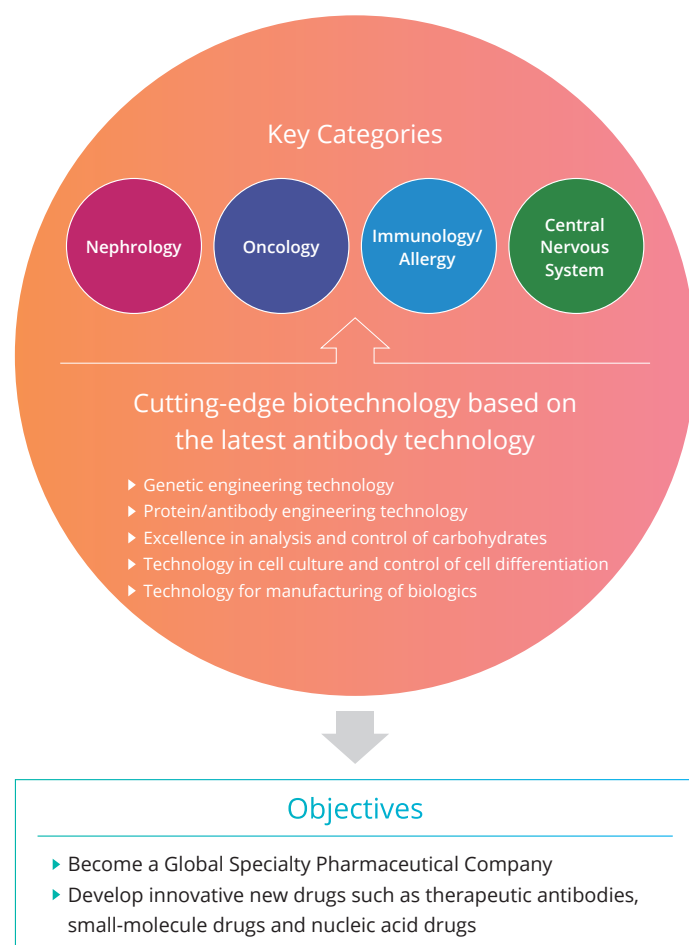 Key Categories
Nephrology
Oncology
Immunology/
Allergy
Central
Nervous
System
Cutting-edge biotechnology based on
the latest antibody technology
Genetic engineering technology
Protein/antibody engineering technology
Excellence in analysis and control of carbohydrates
Technology in cell culture and control of cell differentiation
Technology for manufacturing of biologics
Objectives
Become a Global Specialty Pharmaceutical Company
Develop innovative new drugs such as therapeutic antibodies,
small-molecule drugs and nucleic acid drugs